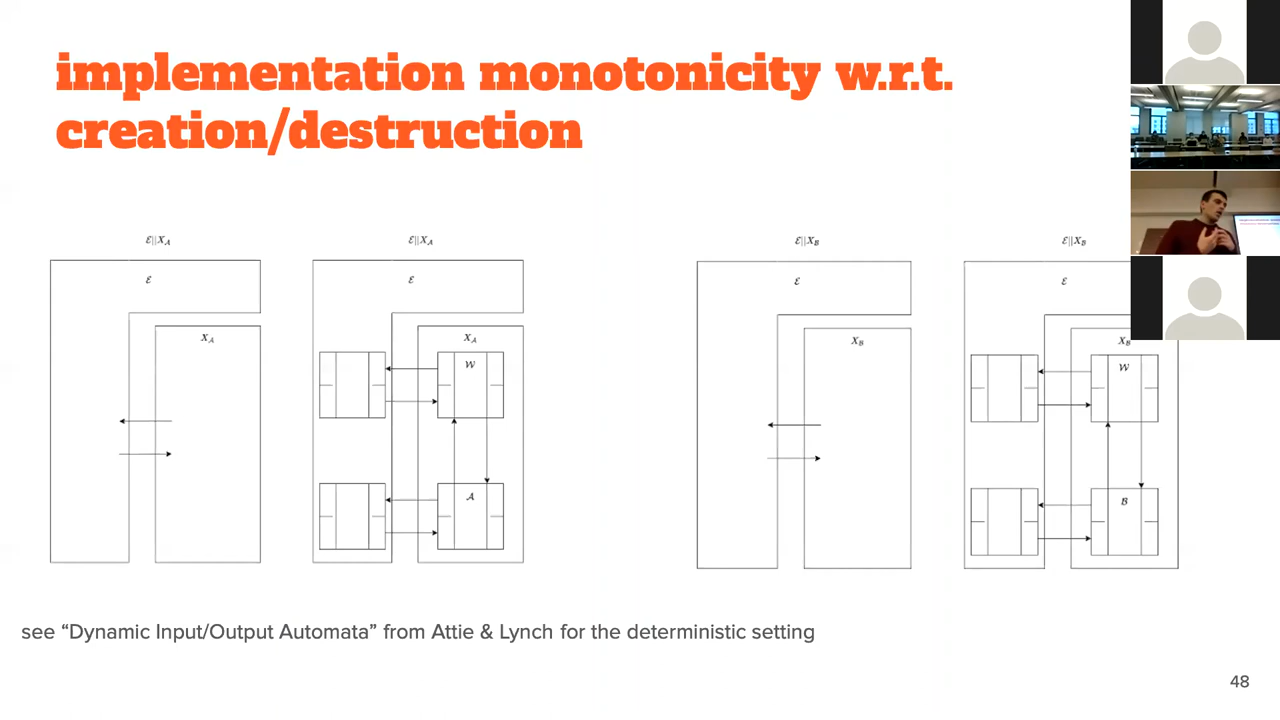 implementation monotonicity w.r.t.
creation/destruction
ℰ||X_A
ℰ||X_A
ℰ||X_B
ℰ||X_B
ℰ
ℰ
ℰ
ℰ
X_A
X_A
X_B
X_B
W
W
A
B
see “Dynamic Input/Output Automata” from Attie & Lynch for the deterministic setting
48